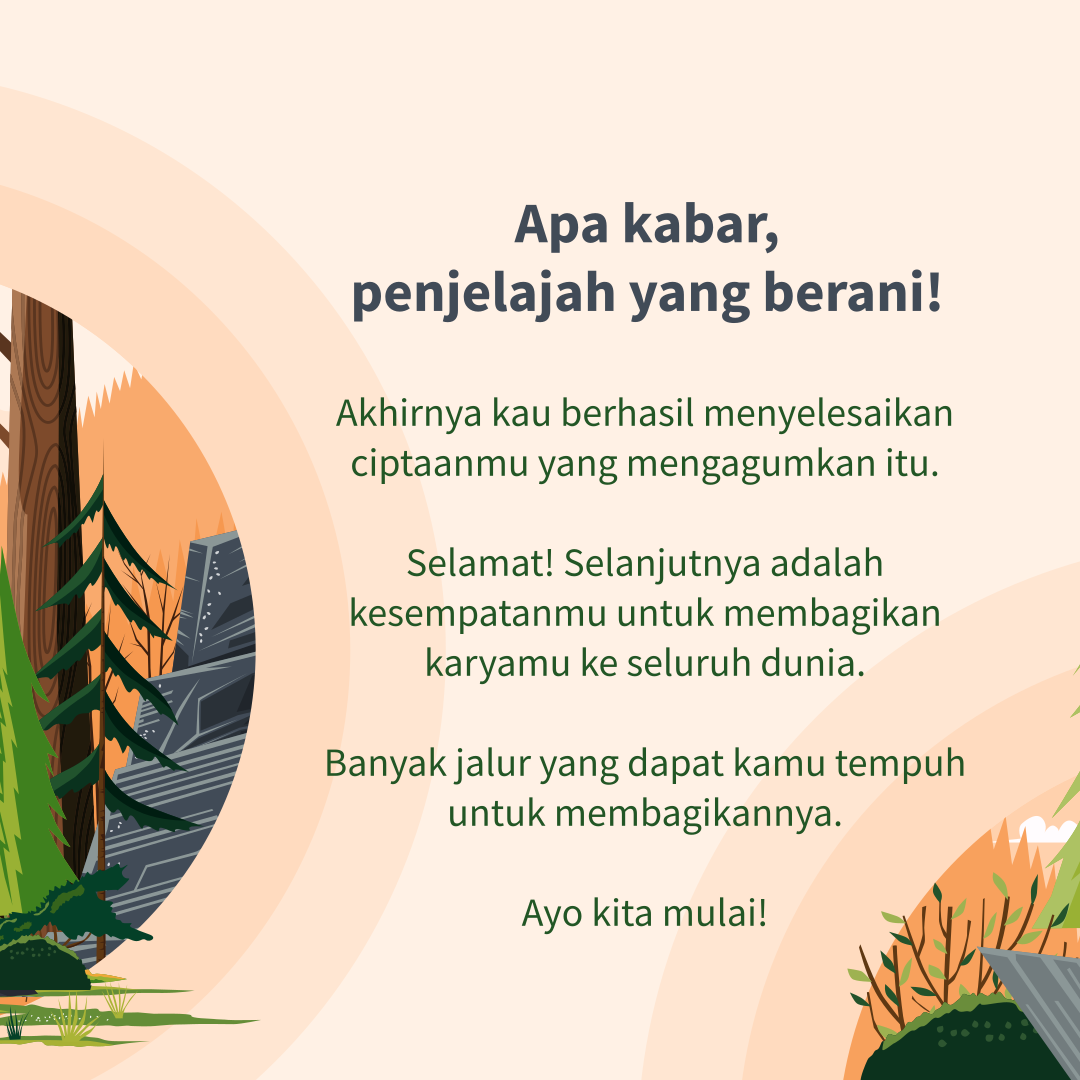 Apa kabar,
penjelajah yang berani!
Akhirnya kau berhasil menyelesaikan
ciptaanmu yang mengagumkan itu.
Selamat! Selanjutnya adalah
kesempatanmu untuk membagikan
karyamu ke seluruh dunia.
Banyak jalur yang dapat kamu tempuh
untuk membagikannya.
Ayo kita mulai!